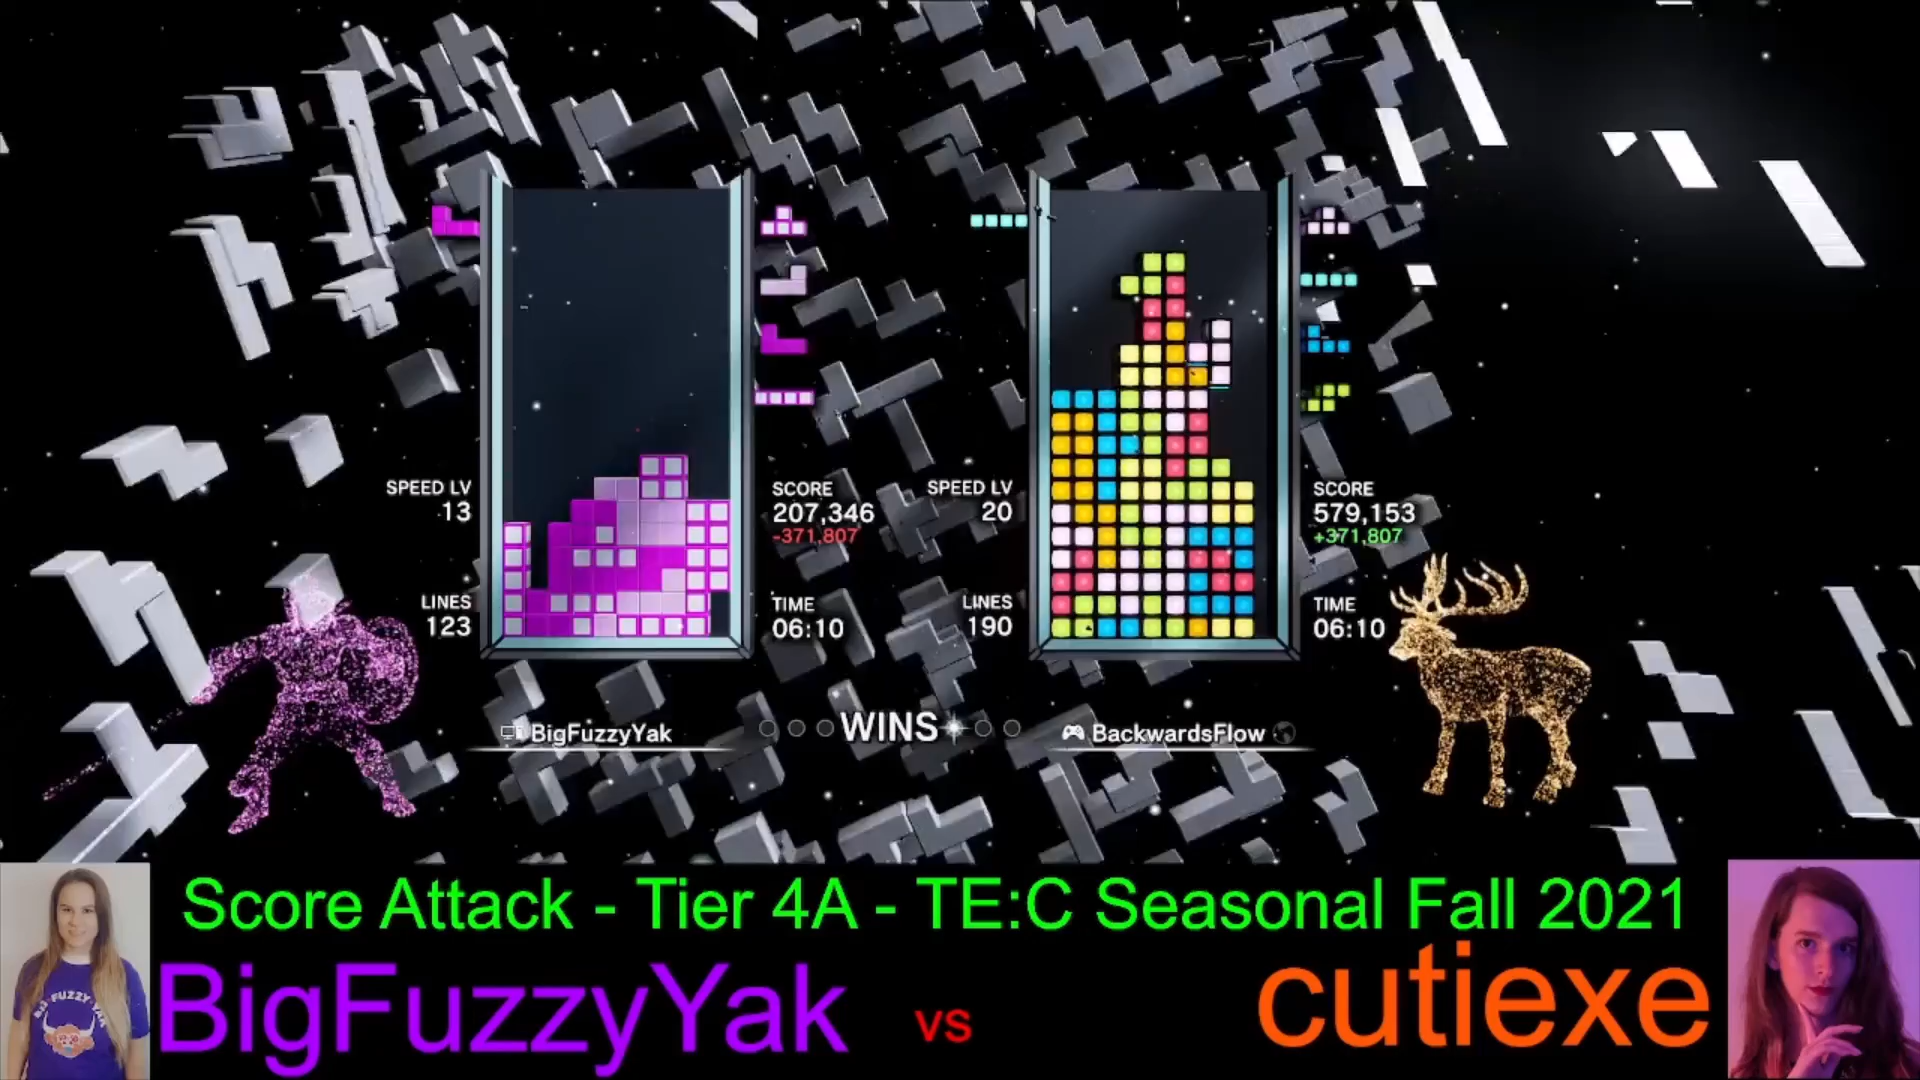 SPEED LV
13
SCORE
207,346
-371,807
LINES
123
TIME
06:10
SPEED LV
20
SCORE
579,153
+371,807
LINES
190
TIME
06:10
BigFuzzyYak
WINS
BackwardsFlow
Score Attack - Tier 4A - TE:C Seasonal Fall 2021
BigFuzzyYak
vs
cutiexe